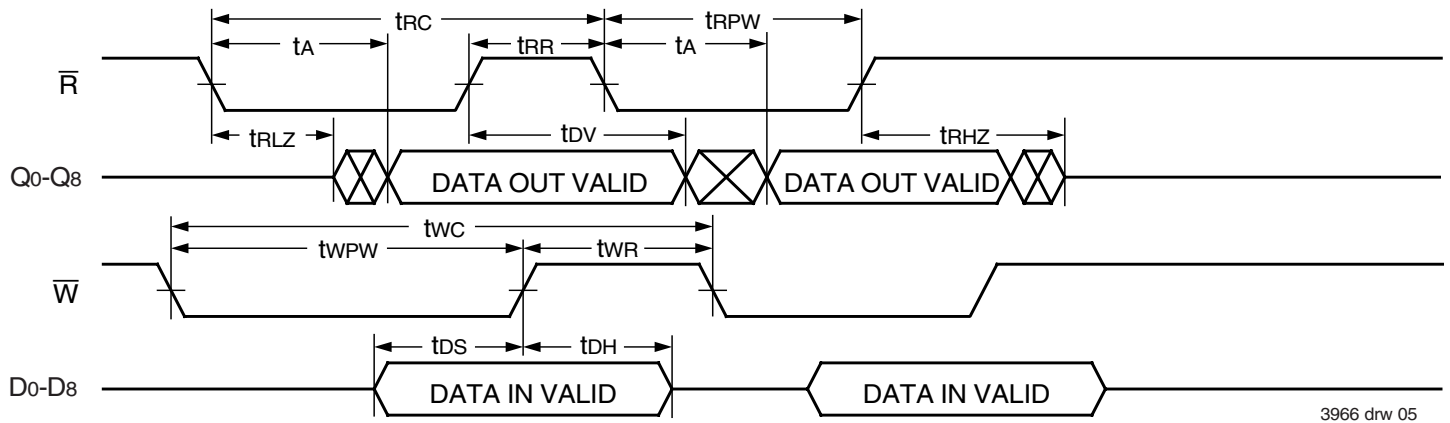 tRC tRPW
tA tRR tA
R̅
tRLZ tDV tRHZ
Q0-Q8 DATA OUT VALID DATA OUT VALID
tWC
tWPW tWR
W̅
tDS tDH
D0-D8 DATA IN VALID DATA IN VALID
3966 drw 05